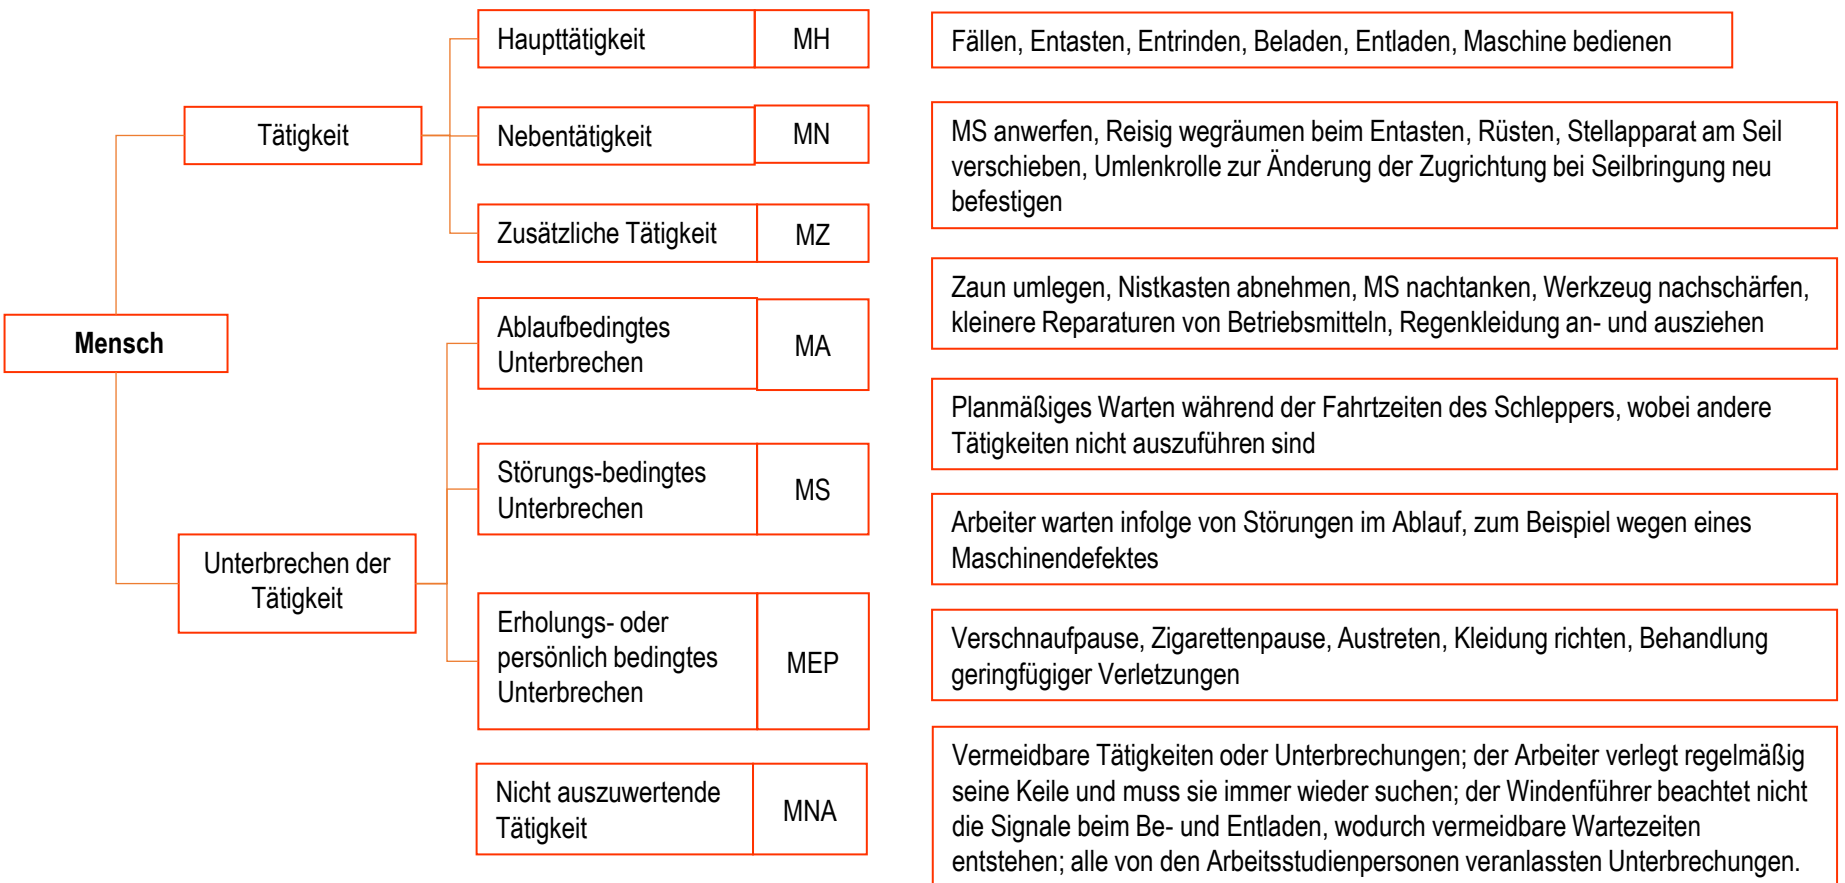 Haupttätigkeit
MH
Fällen, Entasten, Entrinden, Beladen, Entladen, Maschine bedienen
Tätigkeit
Nebentätigkeit
MN
MS anwerfen, Reisig wegräumen beim Entasten, Rüsten, Stellapparat am Seil
verschieben, Umlenkrolle zur Änderung der Zugrichtung bei Seilbringung neu
befestigen
Zusätzliche Tätigkeit
MZ
Zaun umlegen, Nistkasten abnehmen, MS nachtanken, Werkzeug nachschärfen,
kleinere Reparaturen von Betriebsmitteln, Regenkleidung an- und ausziehen
Mensch
Ablaufbedingtes
Unterbrechen
MA
Planmäßiges Warten während der Fahrtzeiten des Schleppers, wobei andere
Tätigkeiten nicht auszuführen sind
Störungs-bedingtes
Unterbrechen
MS
Arbeiter warten infolge von Störungen im Ablauf, zum Beispiel wegen eines
Maschinendefektes
Unterbrechen der
Tätigkeit
Erholungs- oder
persönlich bedingtes
Unterbrechen
MEP
Verschnaufpause, Zigarettenpause, Austreten, Kleidung richten, Behandlung
geringfügiger Verletzungen
Nicht auszuwertende
Tätigkeit
MNA
Vermeidbare Tätigkeiten oder Unterbrechungen; der Arbeiter verlegt regelmäßig
seine Keile und muss sie immer wieder suchen; der Windenführer beachtet nicht
die Signale beim Be- und Entladen, wodurch vermeidbare Wartezeiten
entstehen; alle von den Arbeitsstudienpersonen veranlassten Unterbrechungen.